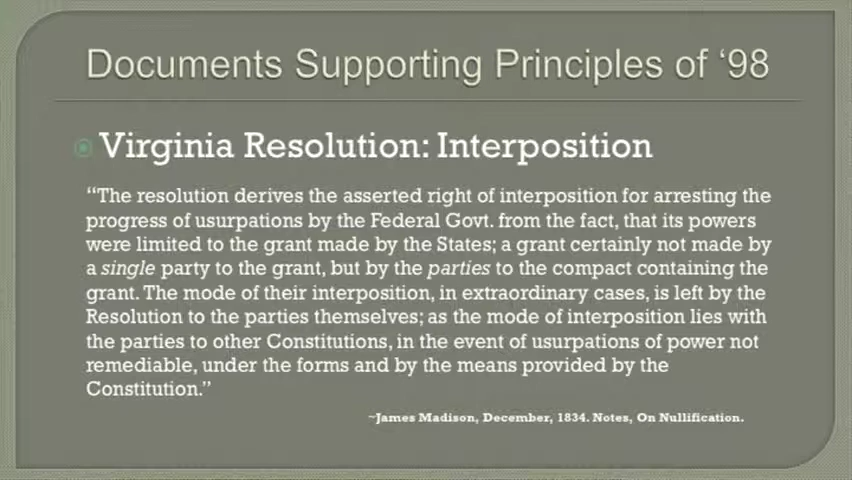 Documents Supporting Principles of ‘98
Virginia Resolution: Interposition
“The resolution derives the asserted right of interposition for arresting the
progress of usurpations by the Federal Govt. from the fact, that its powers
were limited to the grant made by the States; a grant certainly not made by
a single party to the grant, but by the parties to the compact containing the
grant. The mode of their interposition, in extraordinary cases, is left by the
Resolution to the parties themselves; as the mode of interposition lies with
the parties to other Constitutions, in the event of usurpations of power not
remediable, under the forms and by the means provided by the
Constitution.”
~James Madison, December, 1834. Notes, On Nullification.